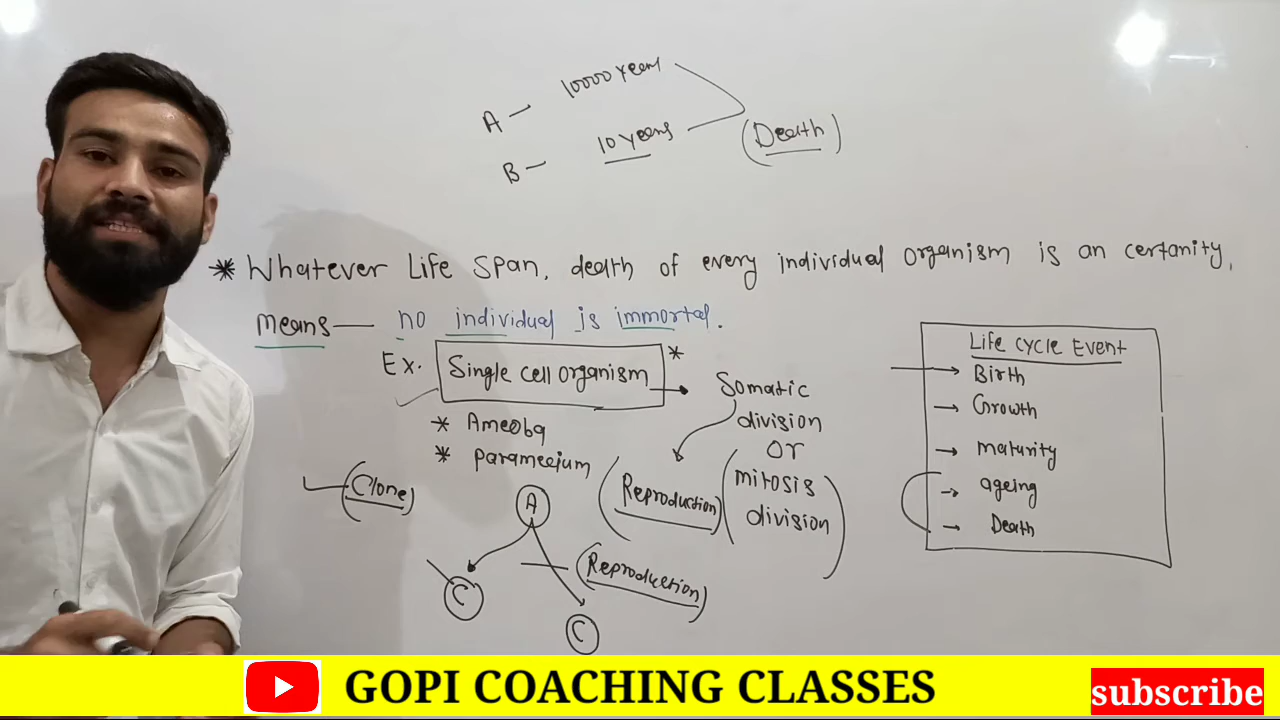 A – 10000 Years
B – 10 years
(Death)
* Whatever Life Span, death of every individual organism is an certanity,
means— no individual is immortal.
Ex. Single cell organism *
→ Somatic
division
or
(mitosis
division)
(Reproduction)
* Ameoba
* parameeium
(Clone)
A
C
C
(Reproduction)
Life cycle Event
→ Birth
→ Growth
→ maturity
→ ageing
→ Death
GOPI COACHING CLASSES
subscribe